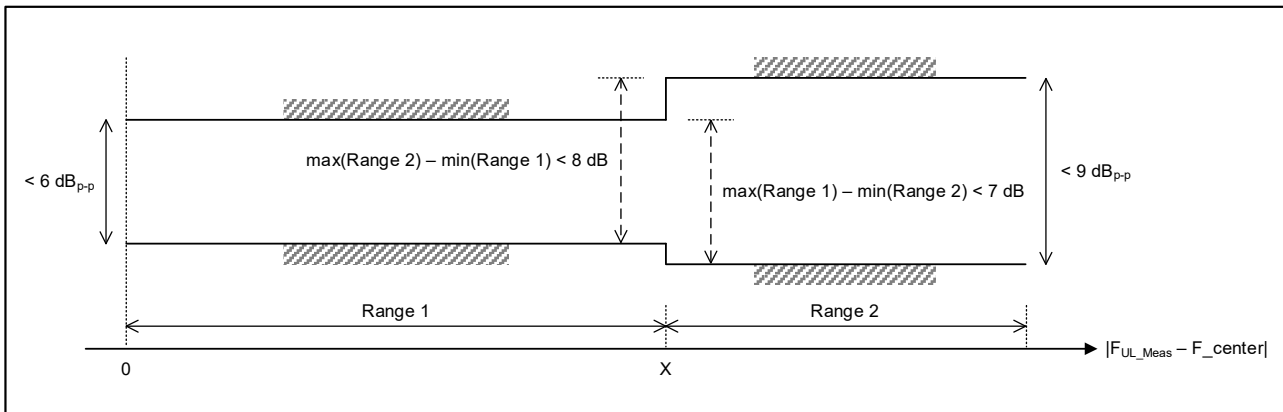 max(Range 2) – min(Range 1) < 8 dB
< 6 dBp-p
max(Range 1) – min(Range 2) < 7 dB
< 9 dBp-p
Range 1
Range 2
|FUL_Meas – F_center|
0
X